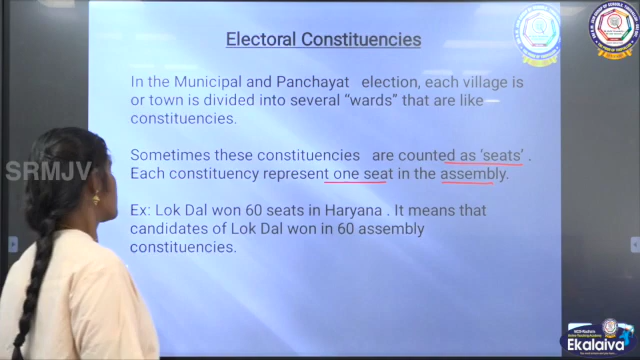 Electoral Constituencies
In the Municipal and Panchayat election, each village is
or town is divided into several “wards” that are like
constituencies.
Sometimes these constituencies are counted as ‘seats’ .
Each constituency represent one seat in the assembly.
Ex: Lok Dal won 60 seats in Haryana . It means that
candidates of Lok Dal won in 60 assembly
constituencies.
SRMJV
Ekalaiva